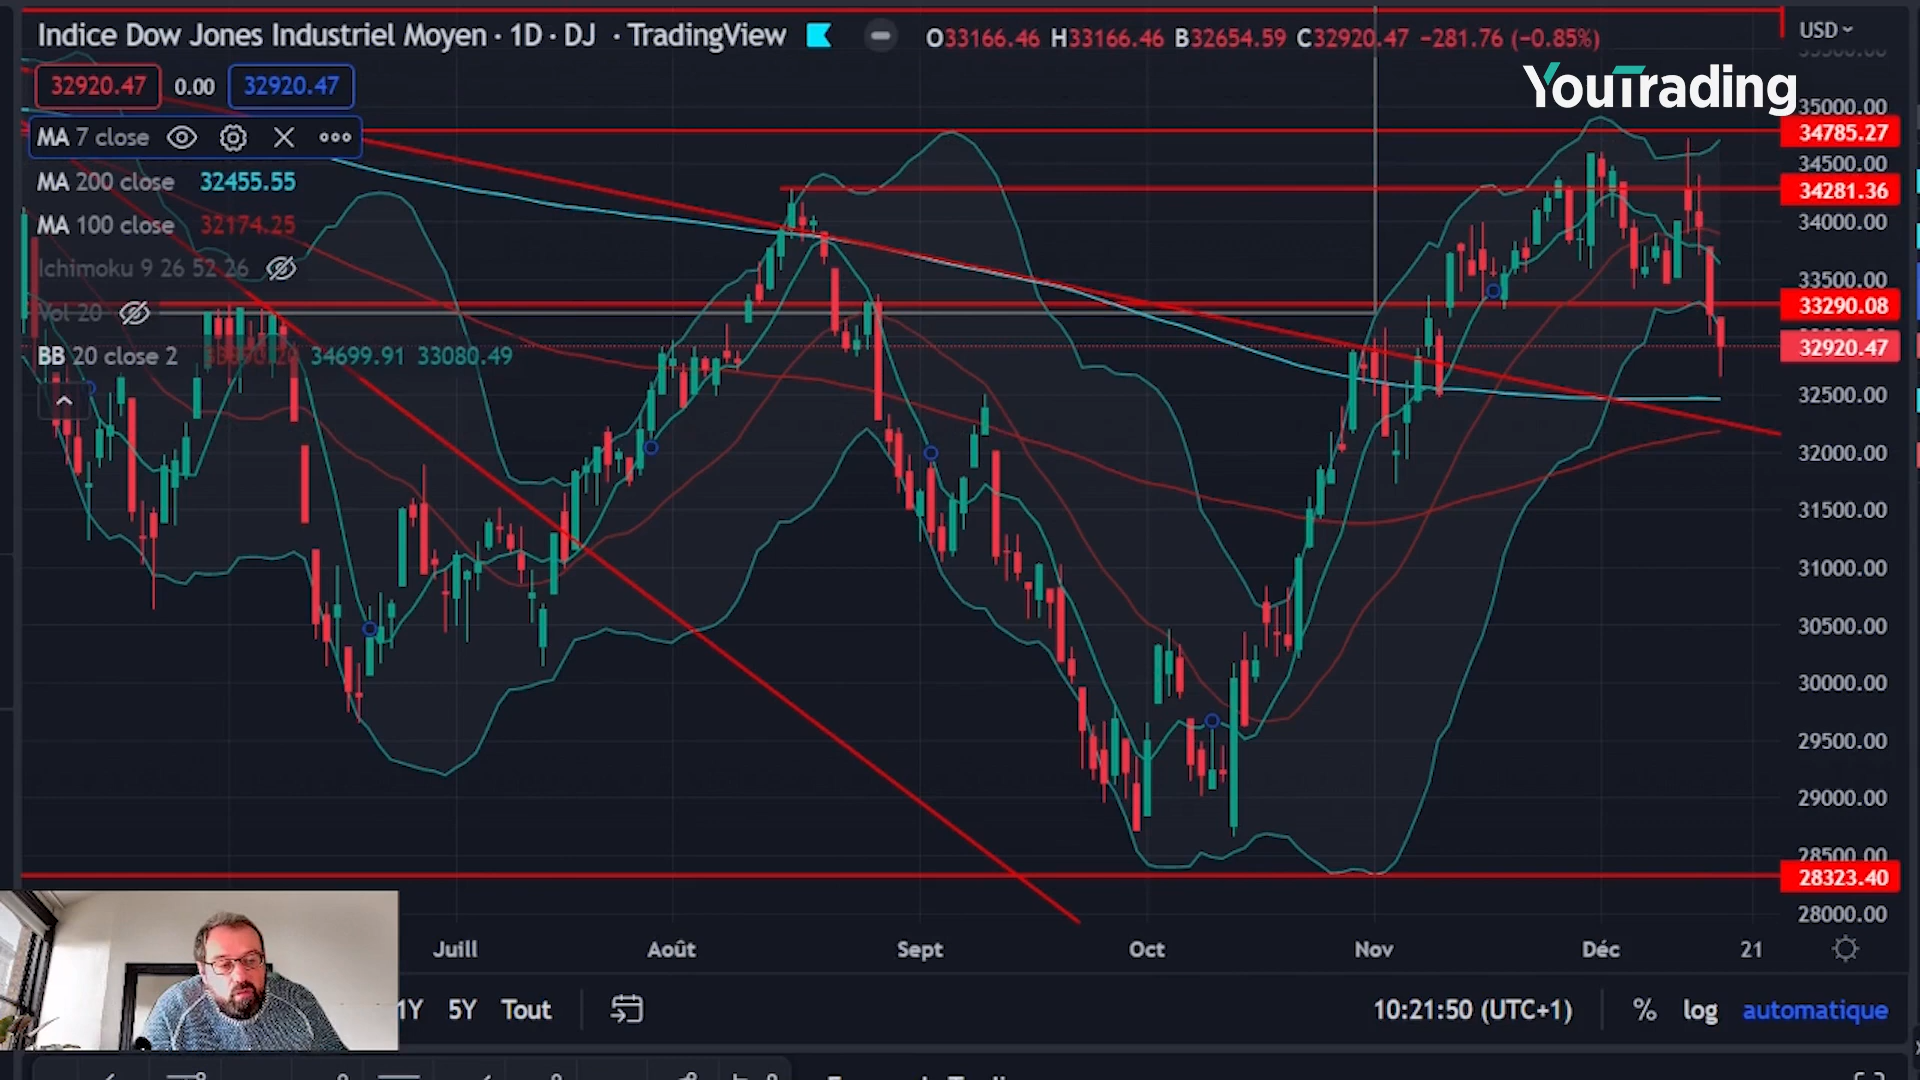 Indice Dow Jones Industriel Moyen · 1D · DJ · TradingView O33166.46 H33166.46 B32654.59 C32920.47 −281.76 (−0.85%)
USD
YouTrading
32920.47 0.00 32920.47
MA 7 close
MA 200 close 32455.55
MA 100 close 32174.25
Ichimoku 9 26 52 26
Vol 20
BB 20 close 2 34699.91 33080.49
35000.00
34785.27
34500.00
34281.36
34000.00
33500.00
33290.08
32920.47
32500.00
32000.00
31500.00
31000.00
30500.00
30000.00
29500.00
29000.00
28500.00
28323.40
28000.00
Juill Août Sept Oct Nov Déc 21
1Y 5Y Tout 10:21:50 (UTC+1) % log automatique